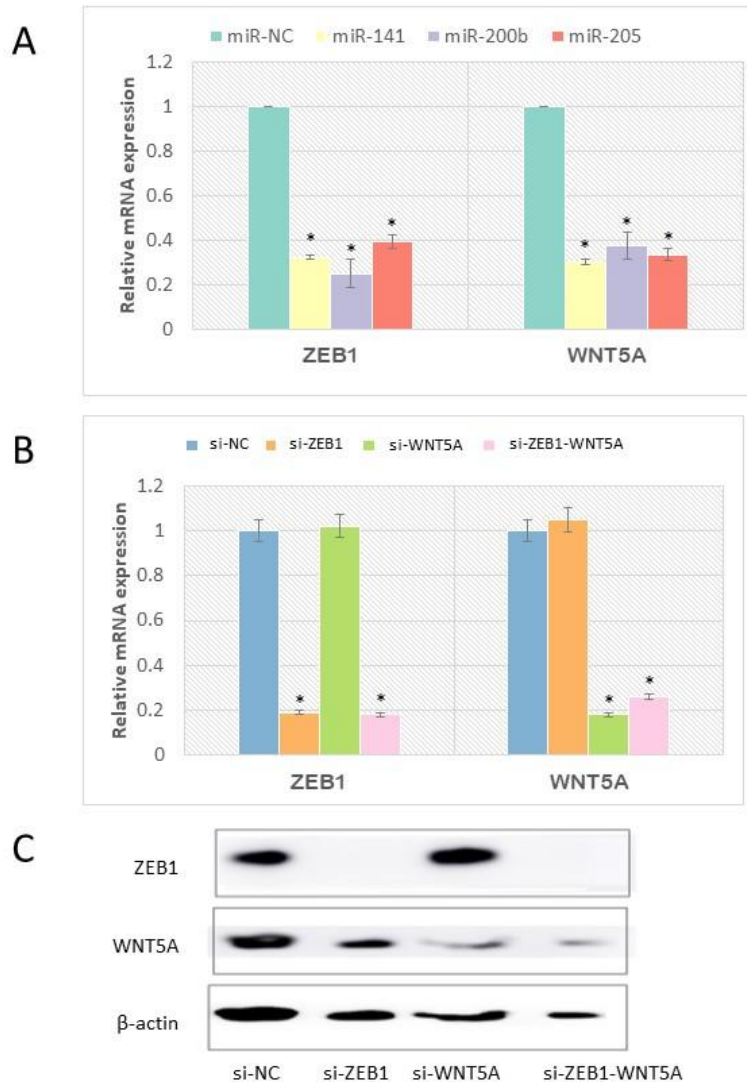 A
miR-NC miR-141 miR-200b miR-205
Relative mRNA expression
1.2
1
0.8
0.6
0.4
0.2
0
* * * * * *
ZEB1 WNT5A
B
si-NC si-ZEB1 si-WNT5A si-ZEB1-WNT5A
Relative mRNA expression
1.2
1
0.8
0.6
0.4
0.2
0
* * * *
ZEB1 WNT5A
C
ZEB1
WNT5A
β-actin
si-NC si-ZEB1 si-WNT5A si-ZEB1-WNT5A